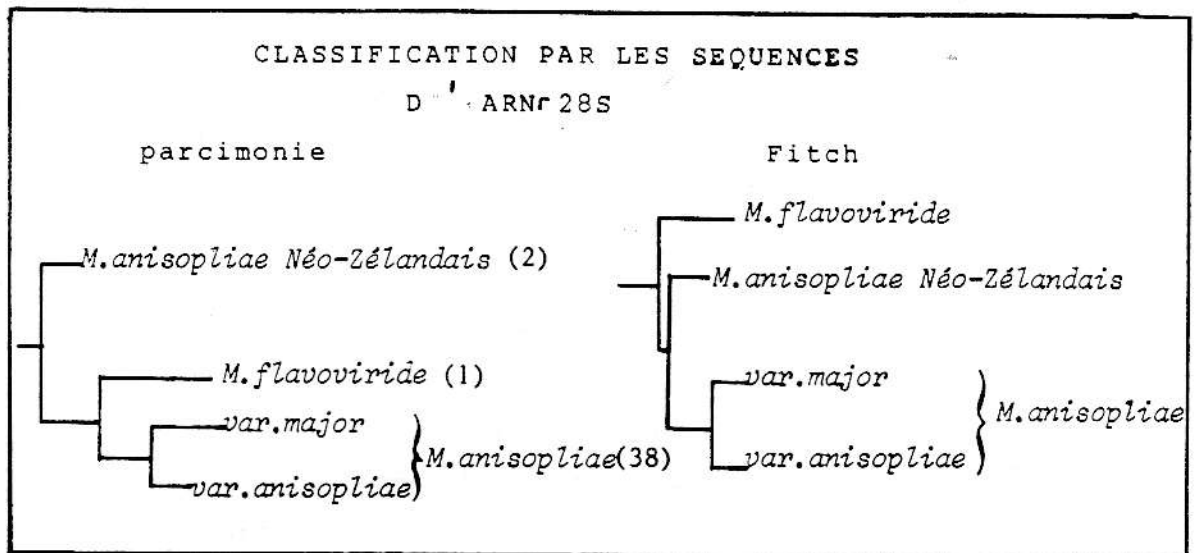 CLASSIFICATION PAR LES SEQUENCES
D ' ARNr 28S
parcimonie
M.anisopliae Néo-Zélandais (2)
M.flavoviride (1)
var.major
M.anisopliae(38)
var.anisopliae
Fitch
M.flavoviride
M.anisopliae Néo-Zélandais
var.major
M.anisopliae
var.anisopliae